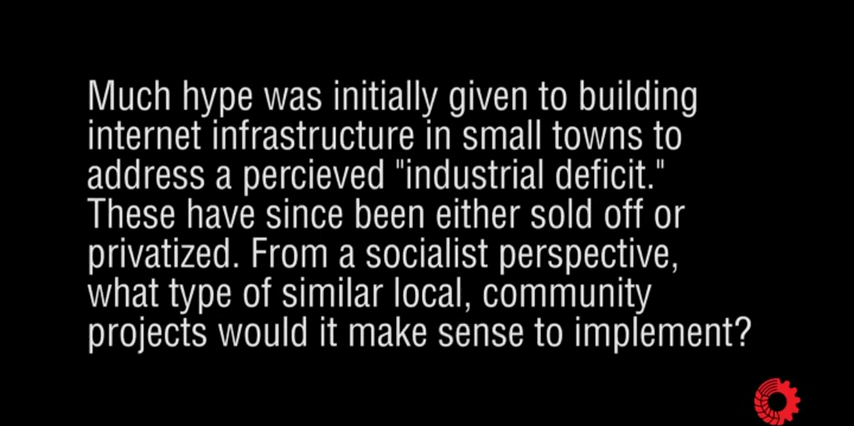 Much hype was initially given to building
internet infrastructure in small towns to
address a percieved "industrial deficit."
These have since been either sold off or
privatized. From a socialist perspective,
what type of similar local, community
projects would it make sense to implement?